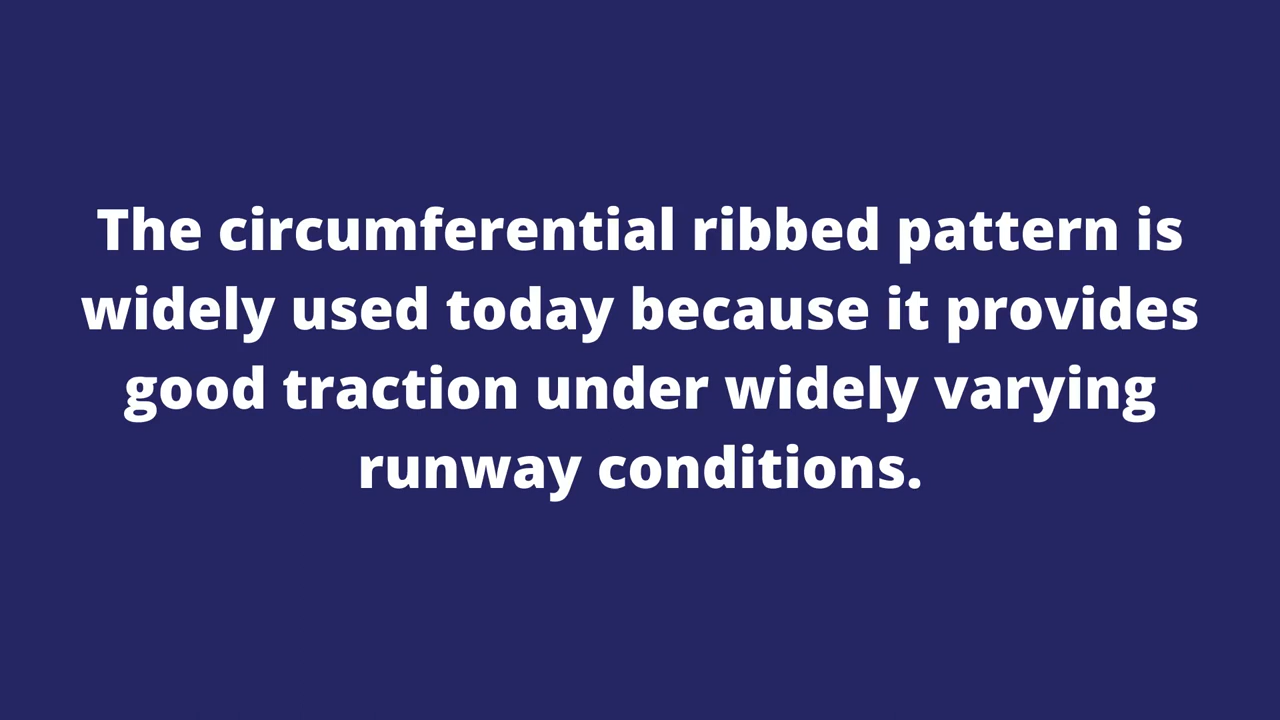 The circumferential ribbed pattern is
widely used today because it provides
good traction under widely varying
runway conditions.